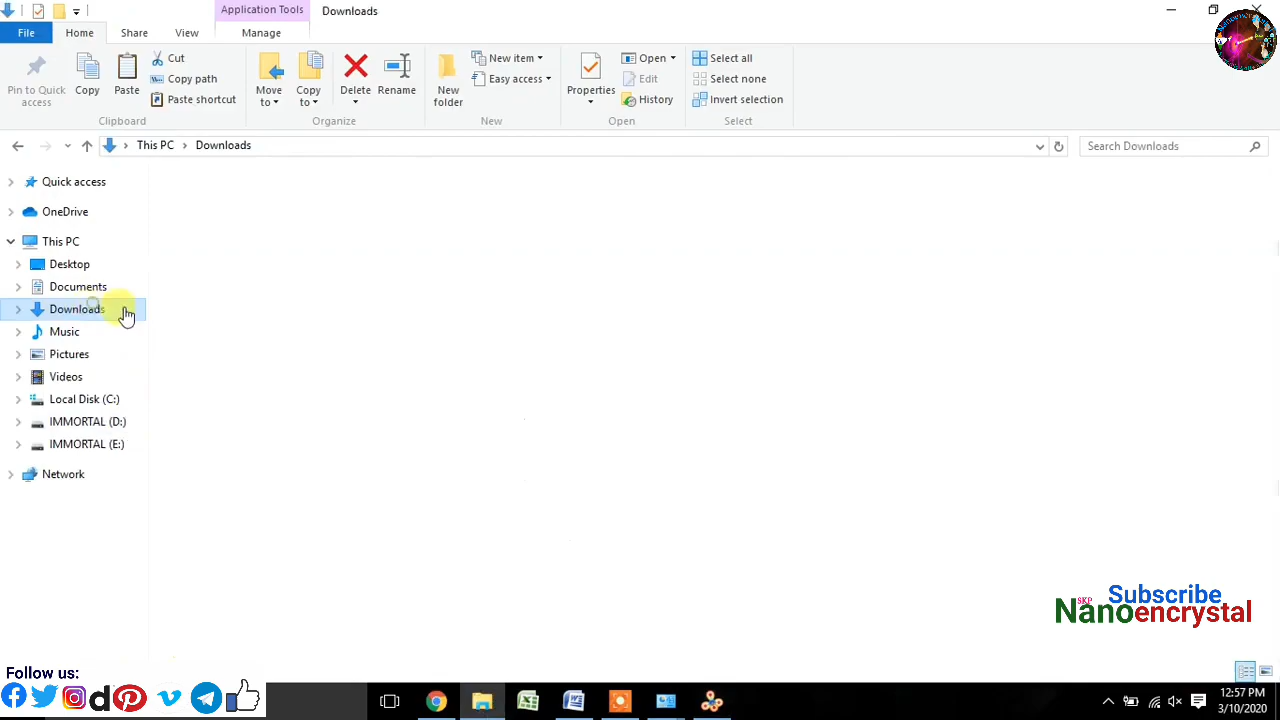 Application Tools
Downloads
File
Home
Share
View
Manage
Pin to Quick access
Copy
Paste
Cut
Copy path
Paste shortcut
Clipboard
Move to
Copy to
Delete
Rename
Organize
New folder
New item
Easy access
New
Properties
Open
Edit
History
Open
Select all
Select none
Invert selection
Select
This PC
Downloads
Search Downloads
Quick access
OneDrive
This PC
Desktop
Documents
Downloads
Music
Pictures
Videos
Local Disk (C:)
IMMORTAL (D:)
IMMORTAL (E:)
Network
Subscribe
SKP
Nanoencrystal
Follow us:
12:57 PM
3/10/2020